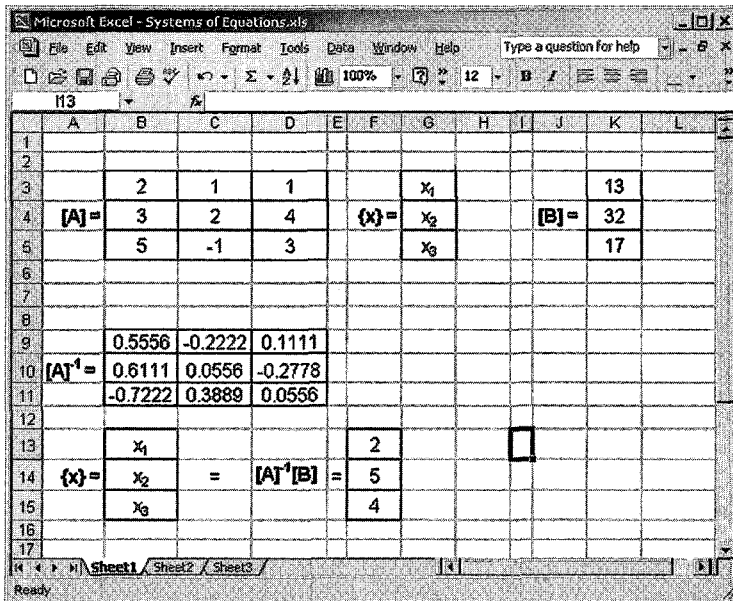 Microsoft Excel - Systems of Equations.xls
File Edit View Insert Format Tools Data Window Help Type a question for help
Σ 100% 12 B I
I13 fx
A B C D E F G H I J K L
1
2
3 2 1 1 x₁ 13
4 [A] = 3 2 4 {x} = x₂ [B] = 32
5 5 -1 3 x₃ 17
6
7
8
9 0.5556 -0.2222 0.1111
10 [A]⁻¹ = 0.6111 0.0556 -0.2778
11 -0.7222 0.3889 0.0556
12
13 x₁ 2
14 {x} = x₂ = [A]⁻¹[B] = 5
15 x₃ 4
16
17
Sheet1 Sheet2 Sheet3
Ready